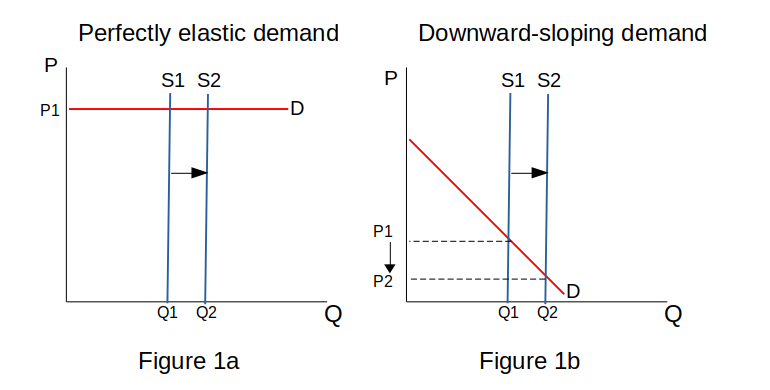 Perfectly elastic demand
P
S1 S2
P1
D
Q1 Q2
Q
Figure 1a
Downward-sloping demand
P
S1 S2
P1
P2
D
Q1 Q2
Q
Figure 1b